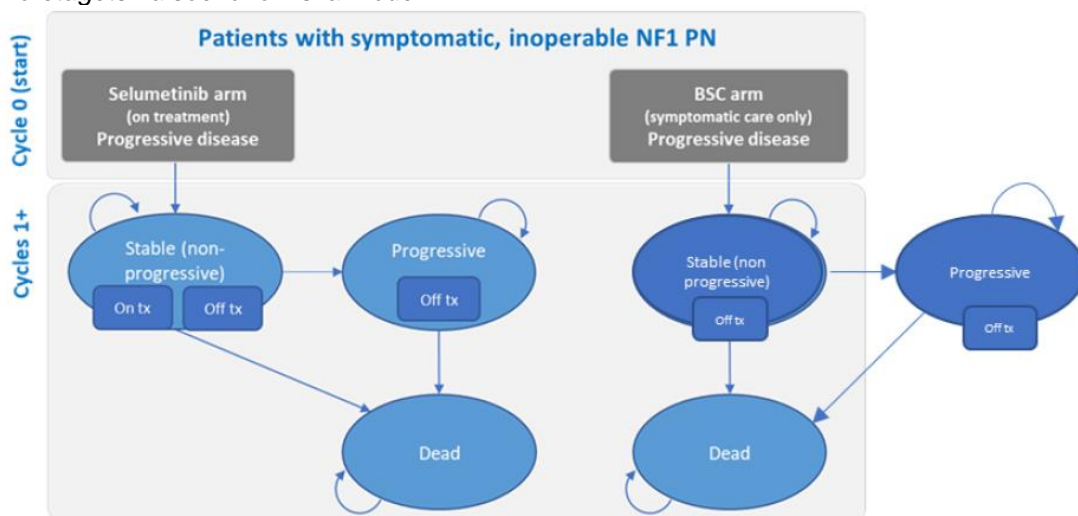 Patients with symptomatic, inoperable NF1 PN
Cycle 0 (start)
Selumetinib arm
(on treatment)
Progressive disease
BSC arm
(symptomatic care only)
Progressive disease
Cycles 1+
Stable (non-
progressive)
On tx
Off tx
Progressive
Off tx
Stable (non
progressive)
Off tx
Progressive
Off tx
Dead
Dead